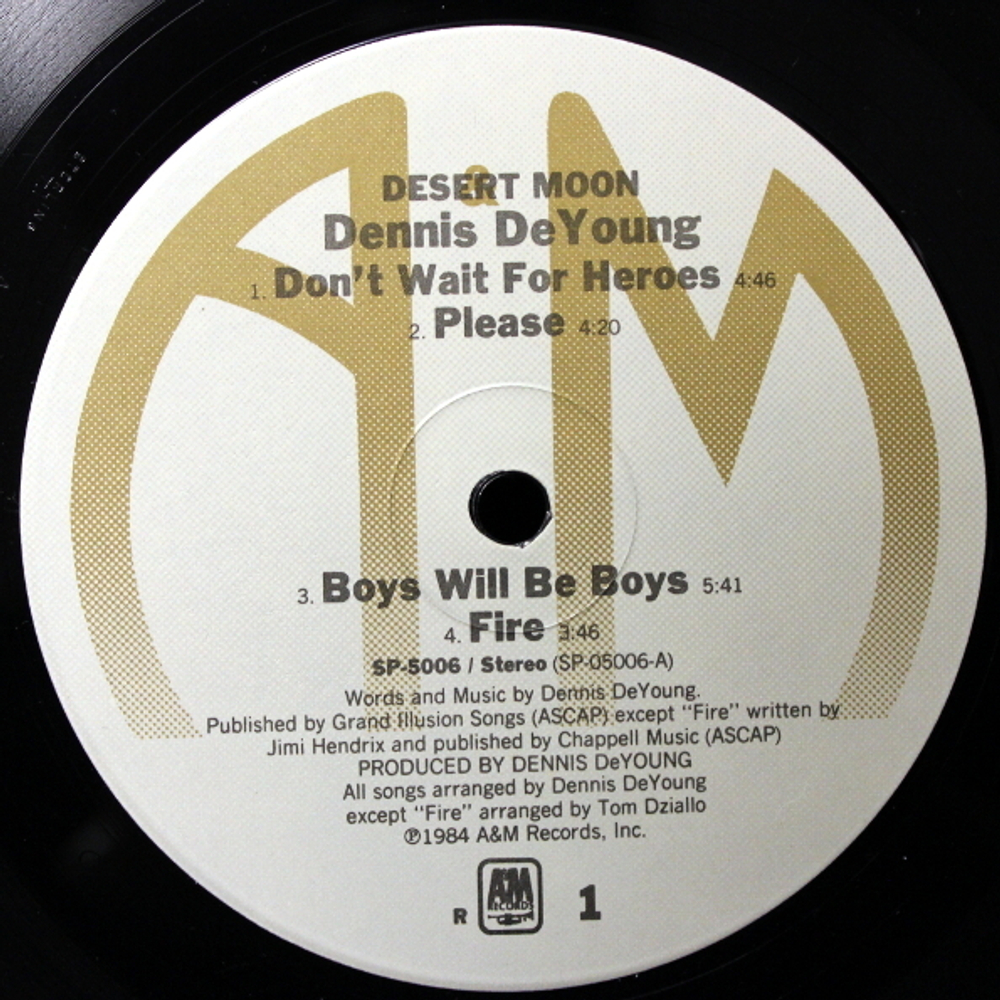 &
DESERT MOON
Dennis DeYoung
1. Don't Wait For Heroes 4:46
2. Please 4:20
3. Boys Will Be Boys 5:41
4. Fire 3:46
SP-5006 / Stereo (SP-05006-A)
Words and Music by Dennis DeYoung.
Published by Grand Illusion Songs (ASCAP) except "Fire" written by
Jimi Hendrix and published by Chappell Music (ASCAP)
PRODUCED BY DENNIS DeYOUNG
All songs arranged by Dennis DeYoung
except "Fire" arranged by Tom Dziallo
℗1984 A&M Records, Inc.
R A&M RECORDS 1